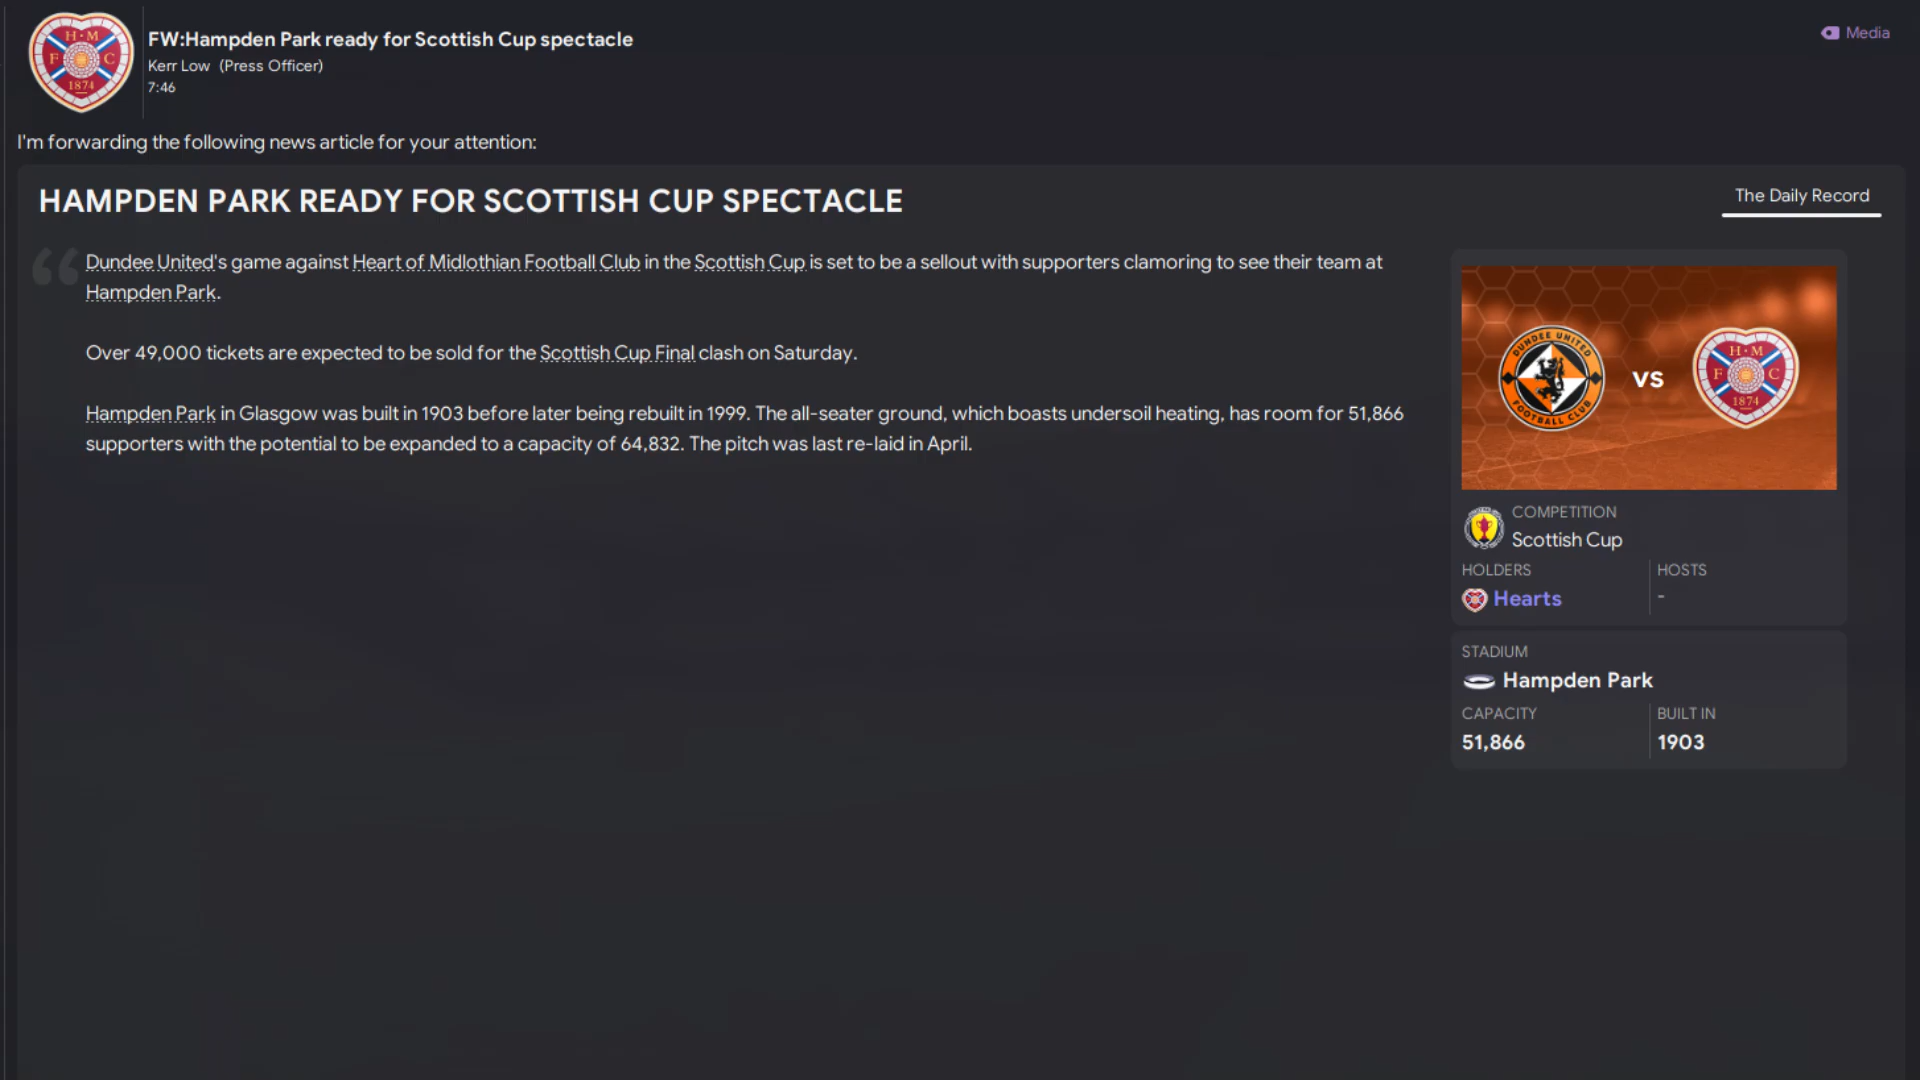 FW:Hampden Park ready for Scottish Cup spectacle
Kerr Low (Press Officer)
7:46
Media
H M
F C
1874
I'm forwarding the following news article for your attention:
HAMPDEN PARK READY FOR SCOTTISH CUP SPECTACLE
The Daily Record
Dundee United's game against Heart of Midlothian Football Club in the Scottish Cup is set to be a sellout with supporters clamoring to see their team at
Hampden Park.
Over 49,000 tickets are expected to be sold for the Scottish Cup Final clash on Saturday.
Hampden Park in Glasgow was built in 1903 before later being rebuilt in 1999. The all-seater ground, which boasts undersoil heating, has room for 51,866
supporters with the potential to be expanded to a capacity of 64,832. The pitch was last re-laid in April.
DUNDEE UNITED
FOOTBALL CLUB
VS
H M
F C
1874
COMPETITION
Scottish Cup
HOLDERS
Hearts
HOSTS
-
STADIUM
Hampden Park
CAPACITY
51,866
BUILT IN
1903